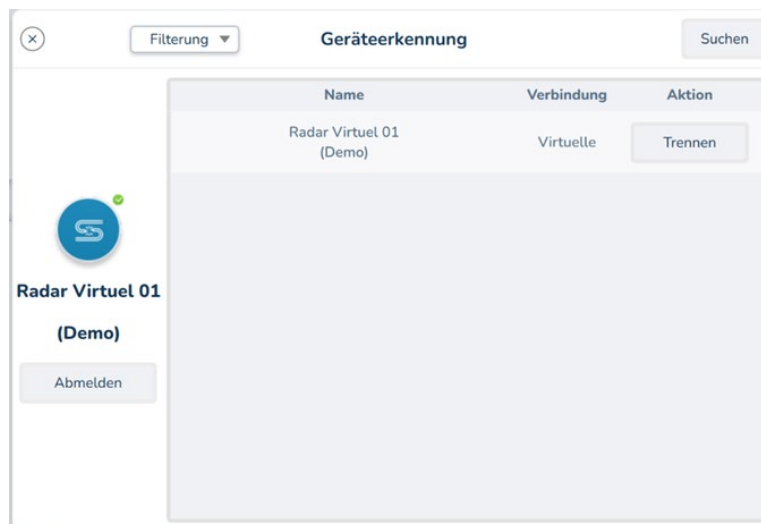 Filterung
Geräteerkennung
Suchen
Name Verbindung Aktion
Radar Virtuel 01
(Demo)
Virtuelle
Trennen
Radar Virtuel 01
(Demo)
Abmelden